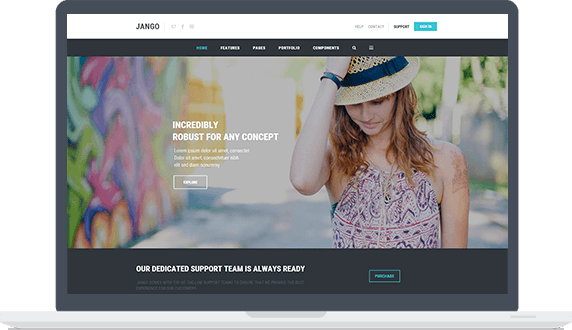 JANGO
HELP CONTACT SUPPORT SIGN IN
HOME FEATURES PAGES PORTFOLIO COMPONENTS
INCREDIBLY
ROBUST FOR ANY CONCEPT
Lorem ipsum dolor sit amet, consectet
Dolor si amet, consectetuer nibh
elit sed diam nonummy
EXPLORE
OUR DEDICATED SUPPORT TEAM IS ALWAYS READY
PURCHASE